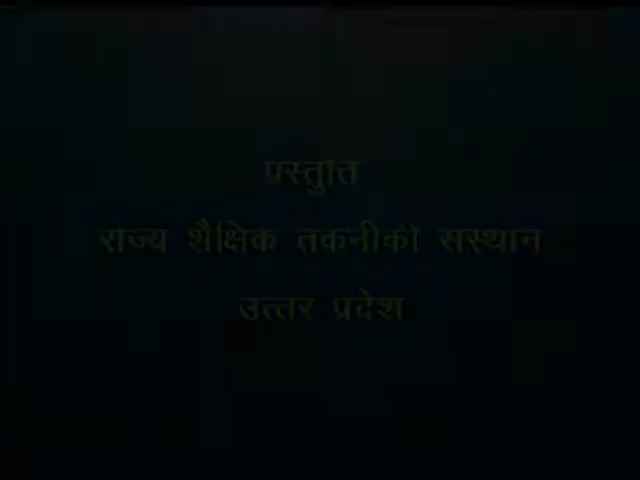 प्रस्तुति
राज्य शैक्षिक तकनीकी संस्थान
उत्तर प्रदेश